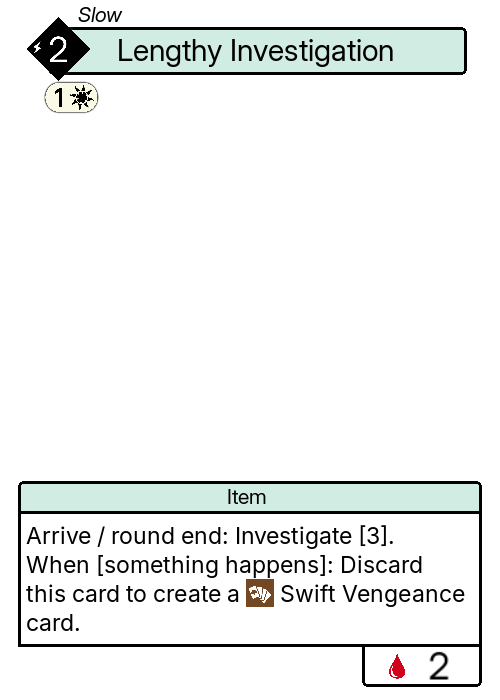 Slow
2 Lengthy Investigation
1
Item
Arrive / round end: Investigate [3].
When [something happens]: Discard
this card to create a Swift Vengeance
card.
2